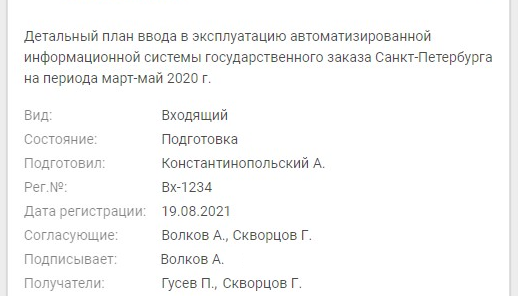 Детальный план ввода в эксплуатацию автоматизированной
информационной системы государственного заказа Санкт-Петербурга
на периода март-май 2020 г.
Вид: Входящий
Состояние: Подготовка
Подготовил: Константинопольский А.
Рег.№: Вх-1234
Дата регистрации: 19.08.2021
Согласующие: Волков А., Скворцов Г.
Подписывает: Волков А.
Получатели: Гусев П., Скворцов Г.